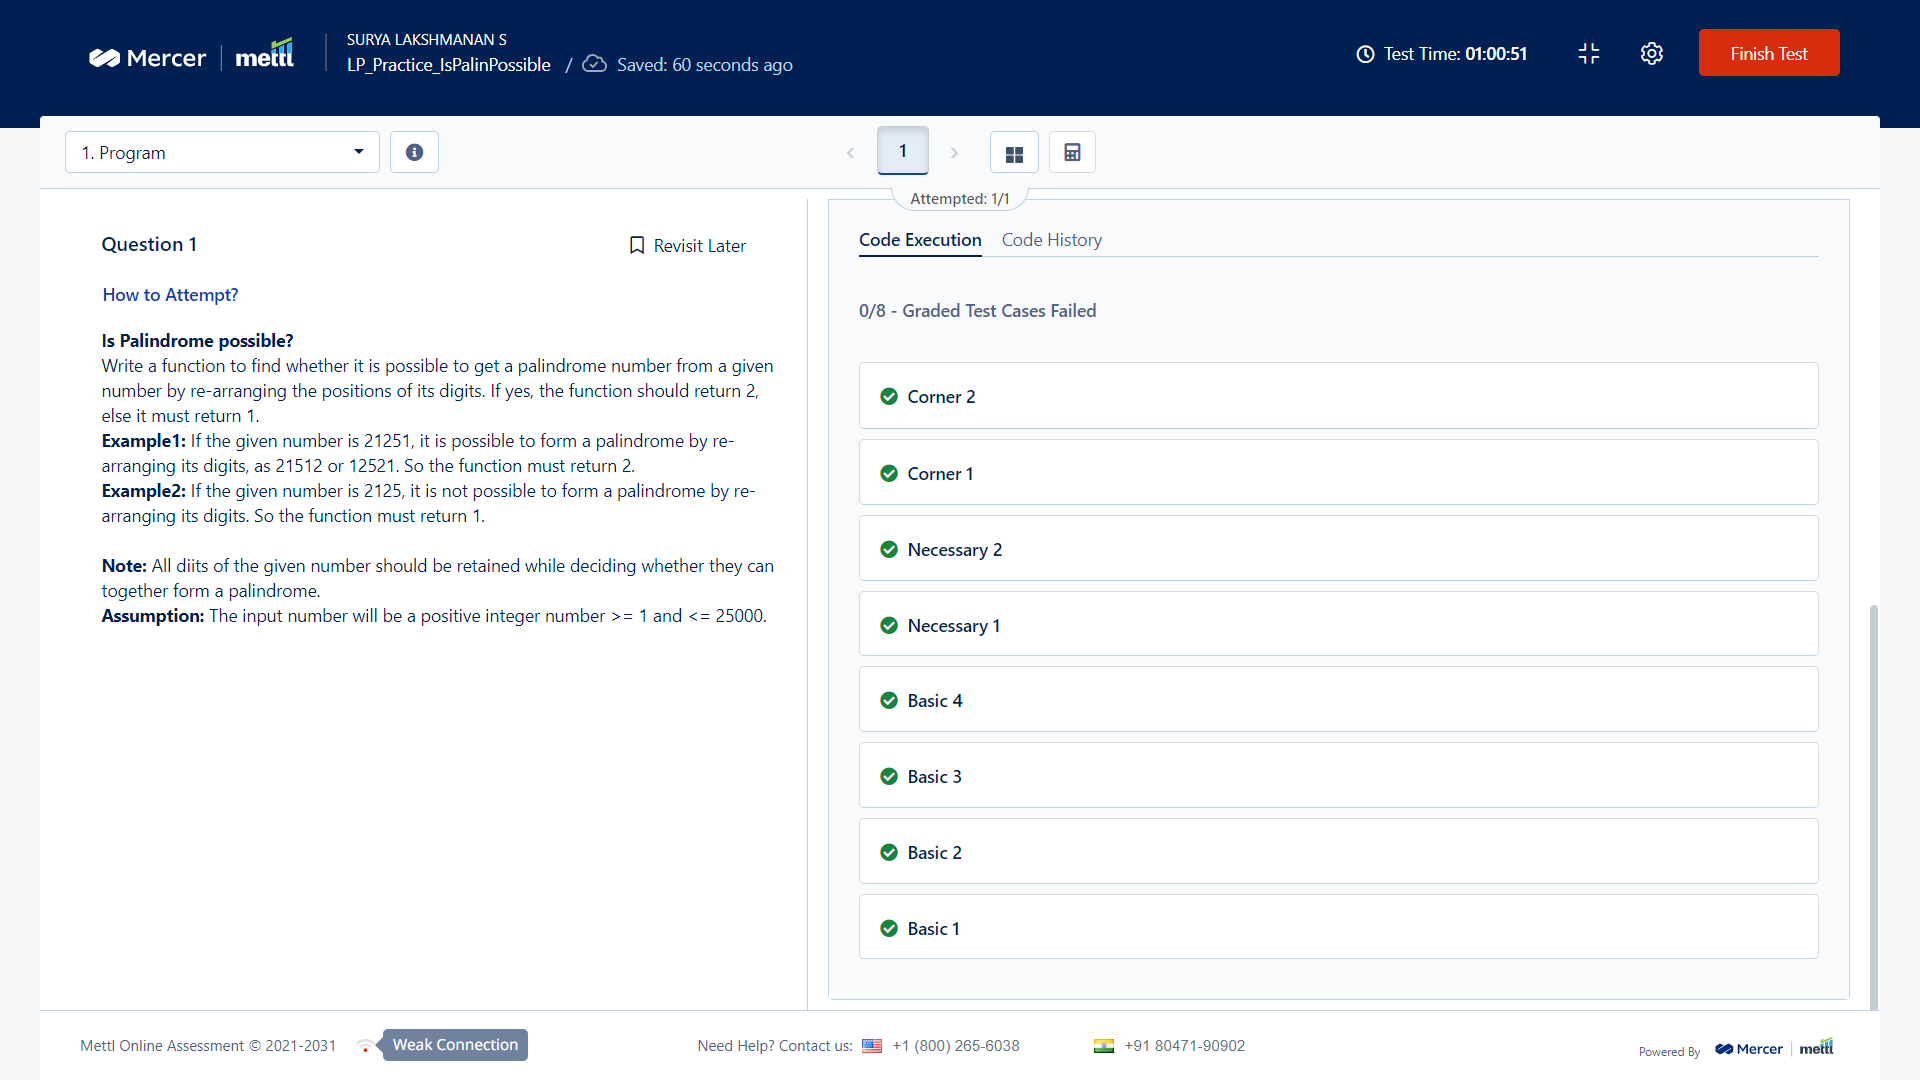 Mercer
mettl
SURYA LAKSHMANAN S
LP_Practice_IsPalinPossible / Saved: 60 seconds ago
Test Time: 01:00:51
Finish Test
1. Program
1
Attempted: 1/1
Question 1
Revisit Later
How to Attempt?
Is Palindrome possible?
Write a function to find whether it is possible to get a palindrome number from a given
number by re-arranging the positions of its digits. If yes, the function should return 2,
else it must return 1.
Example1: If the given number is 21251, it is possible to form a palindrome by re-
arranging its digits, as 21512 or 12521. So the function must return 2.
Example2: If the given number is 2125, it is not possible to form a palindrome by re-
arranging its digits. So the function must return 1.
Note: All diits of the given number should be retained while deciding whether they can
together form a palindrome.
Assumption: The input number will be a positive integer number >= 1 and <= 25000.
Code Execution
Code History
0/8 - Graded Test Cases Failed
Corner 2
Corner 1
Necessary 2
Necessary 1
Basic 4
Basic 3
Basic 2
Basic 1
Mettl Online Assessment © 2021-2031
Weak Connection
Need Help? Contact us: +1 (800) 265-6038
+91 80471-90902
Powered By
Mercer
mettl